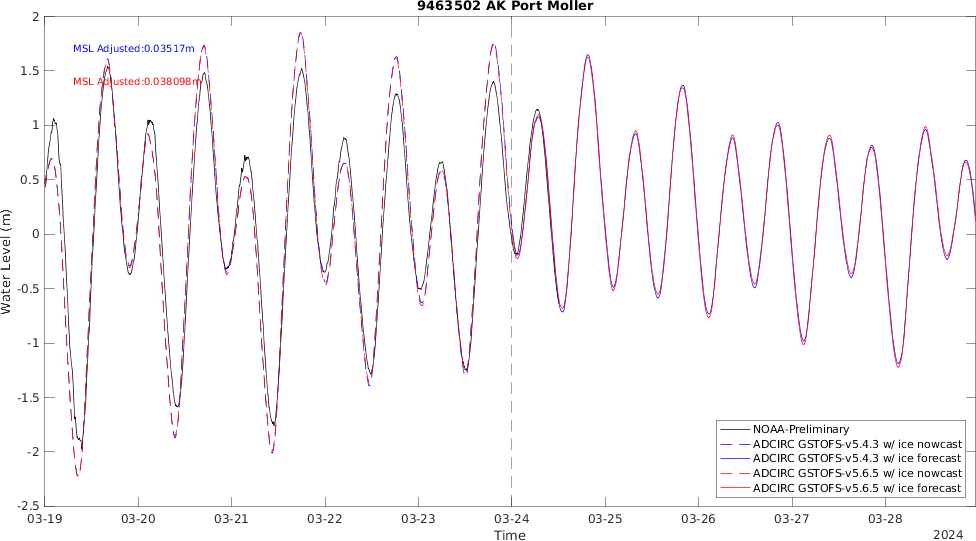 9463502 AK Port Moller
MSL Adjusted:0.03517m
MSL Adjusted:0.038098m
Water Level (m)
2
1.5
1
0.5
0
-0.5
-1
-1.5
-2
-2.5
NOAA-Preliminary
ADCIRC GSTOFS-v5.4.3 w/ ice nowcast
ADCIRC GSTOFS-v5.4.3 w/ ice forecast
ADCIRC GSTOFS-v5.6.5 w/ ice nowcast
ADCIRC GSTOFS-v5.6.5 w/ ice forecast
03-19 03-20 03-21 03-22 03-23 03-24 03-25 03-26 03-27 03-28
Time
2024